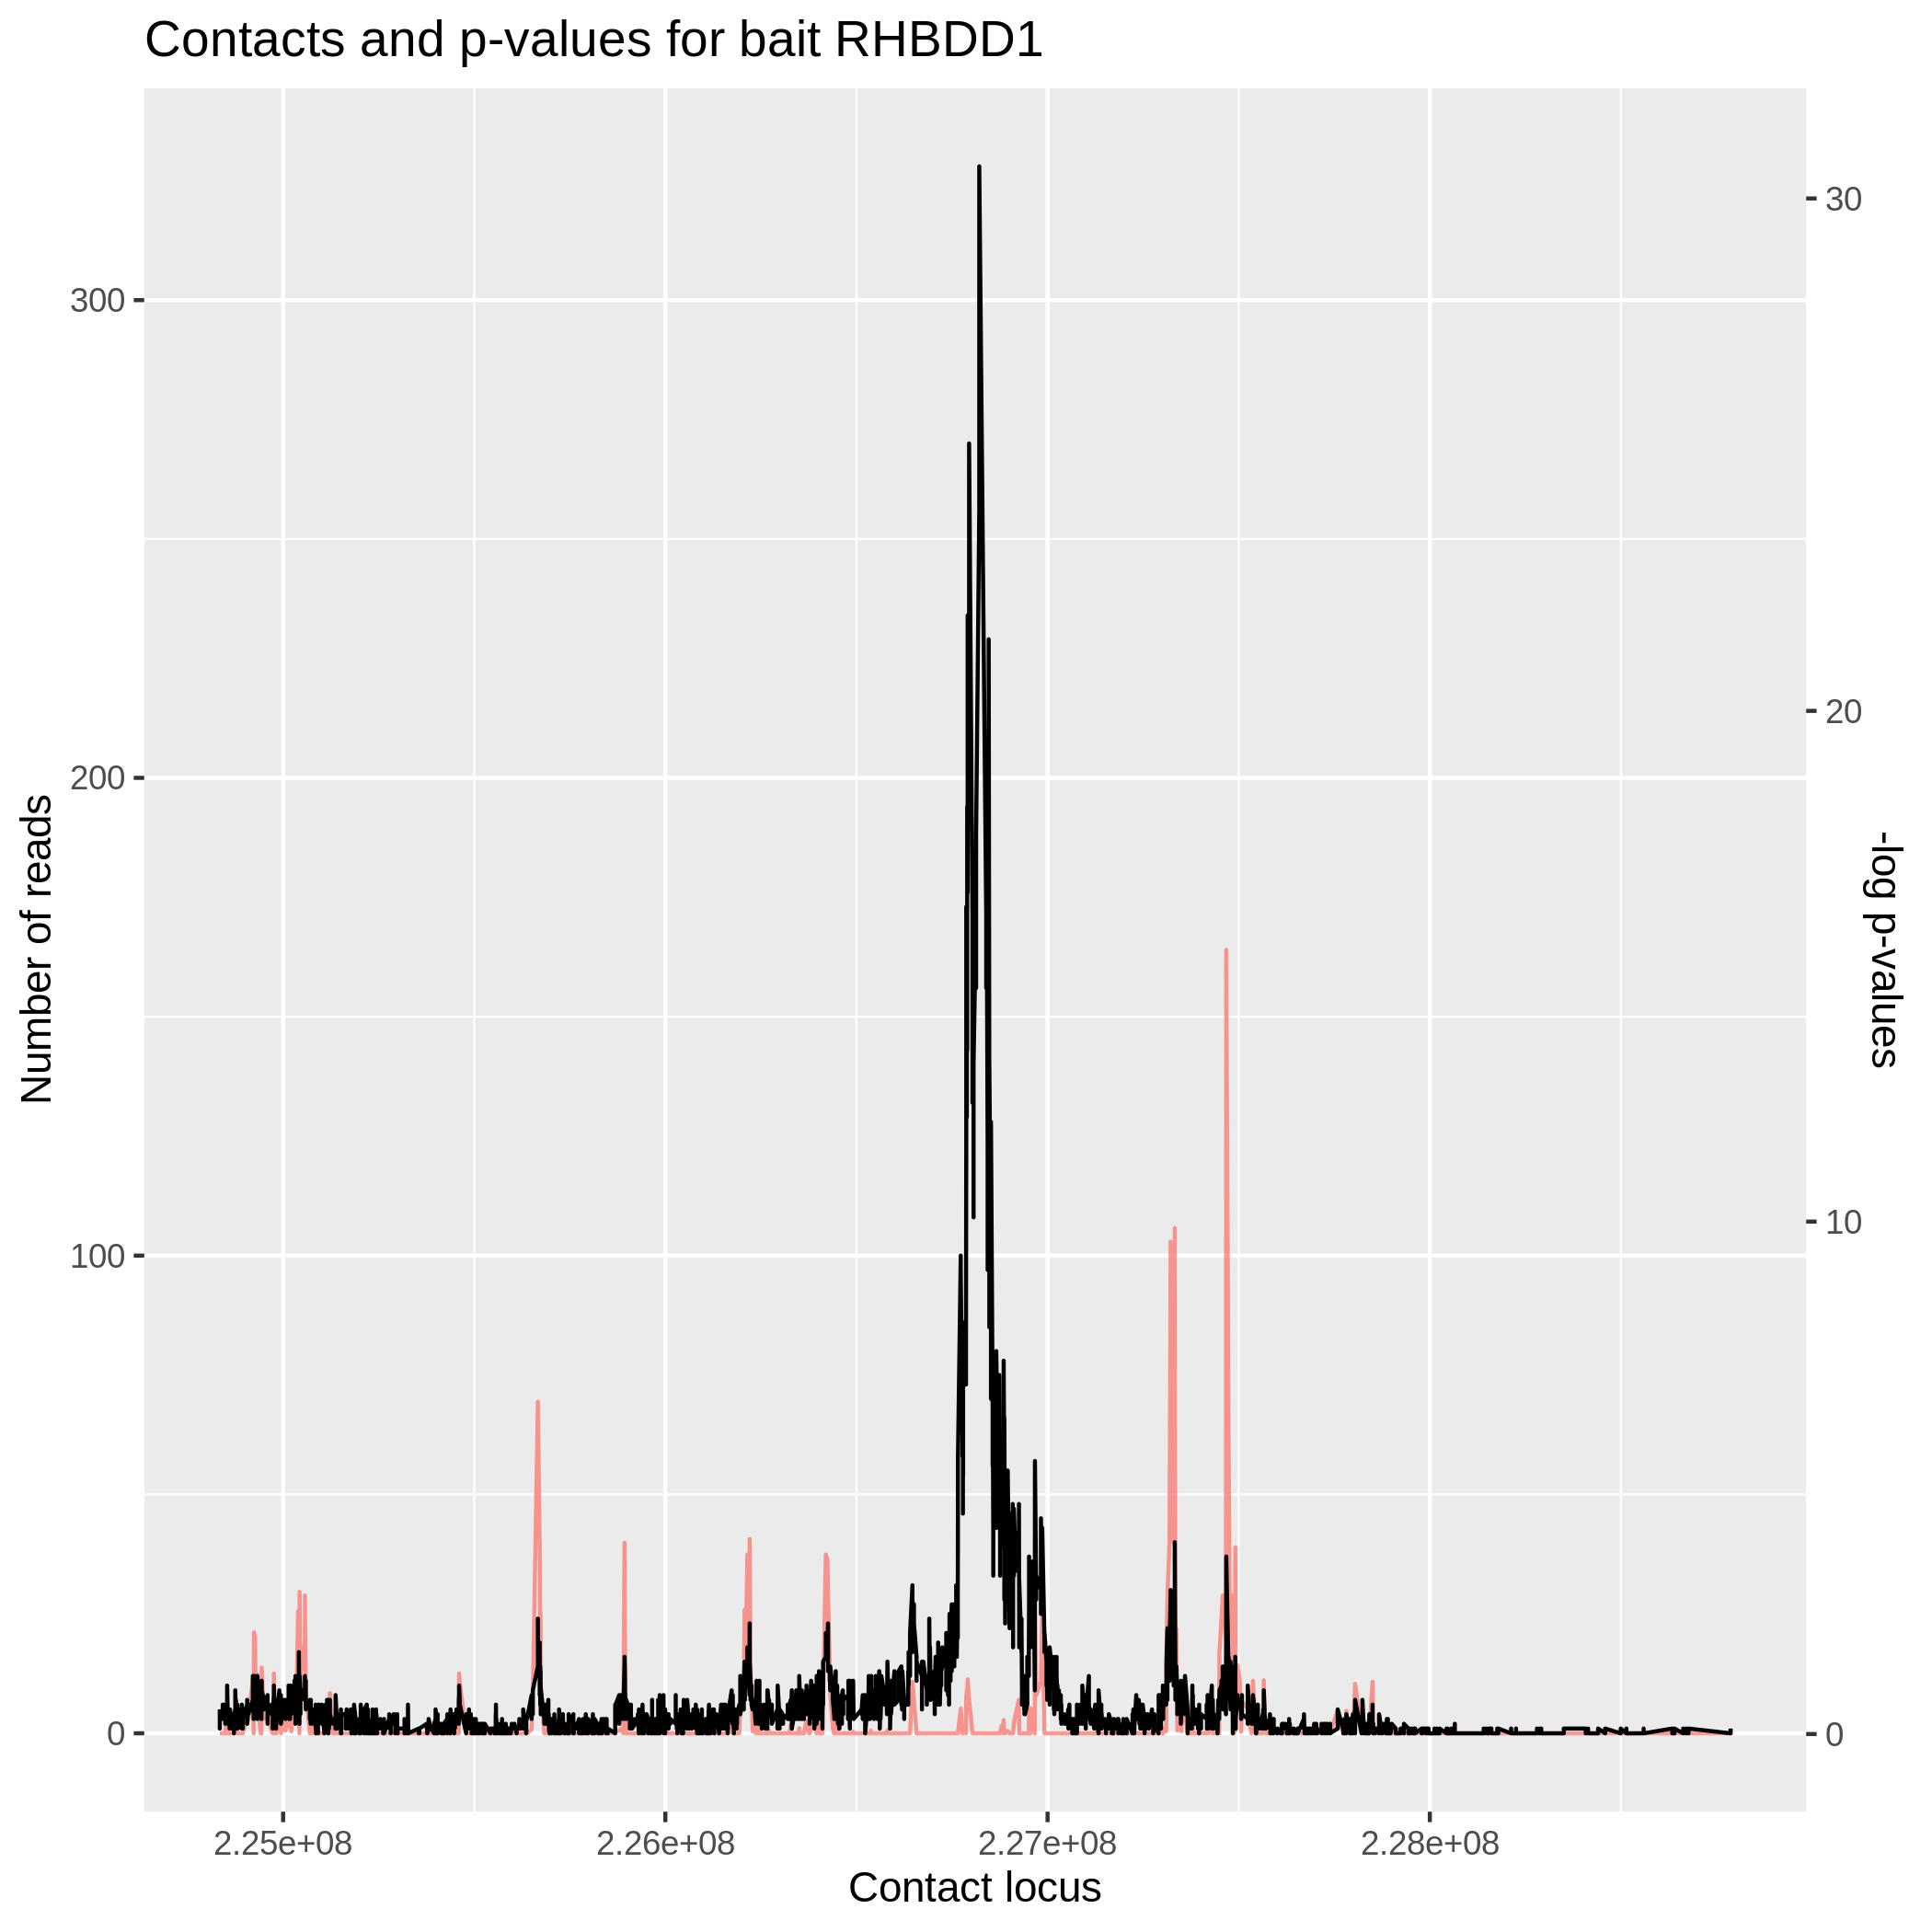 Contacts and p-values for bait RHBDD1
300
200
100
0
Number of reads
30
20
10
0
-log p-values
2.25e+08
2.26e+08
2.27e+08
2.28e+08
Contact locus